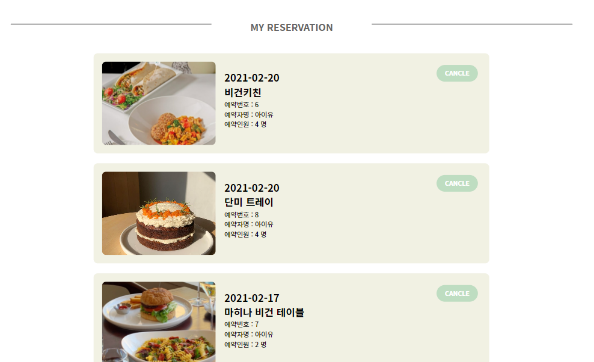 MY RESERVATION
2021-02-20
CANCLE
비건키친
예약번호 : 6
예약자명 : 아이유
예약인원 : 4 명
2021-02-20
CANCLE
단미 트레이
예약번호 : 8
예약자명 : 아이유
예약인원 : 4 명
2021-02-17
CANCLE
마히나 비건 테이블
예약번호 : 7
예약자명 : 아이유
예약인원 : 2 명